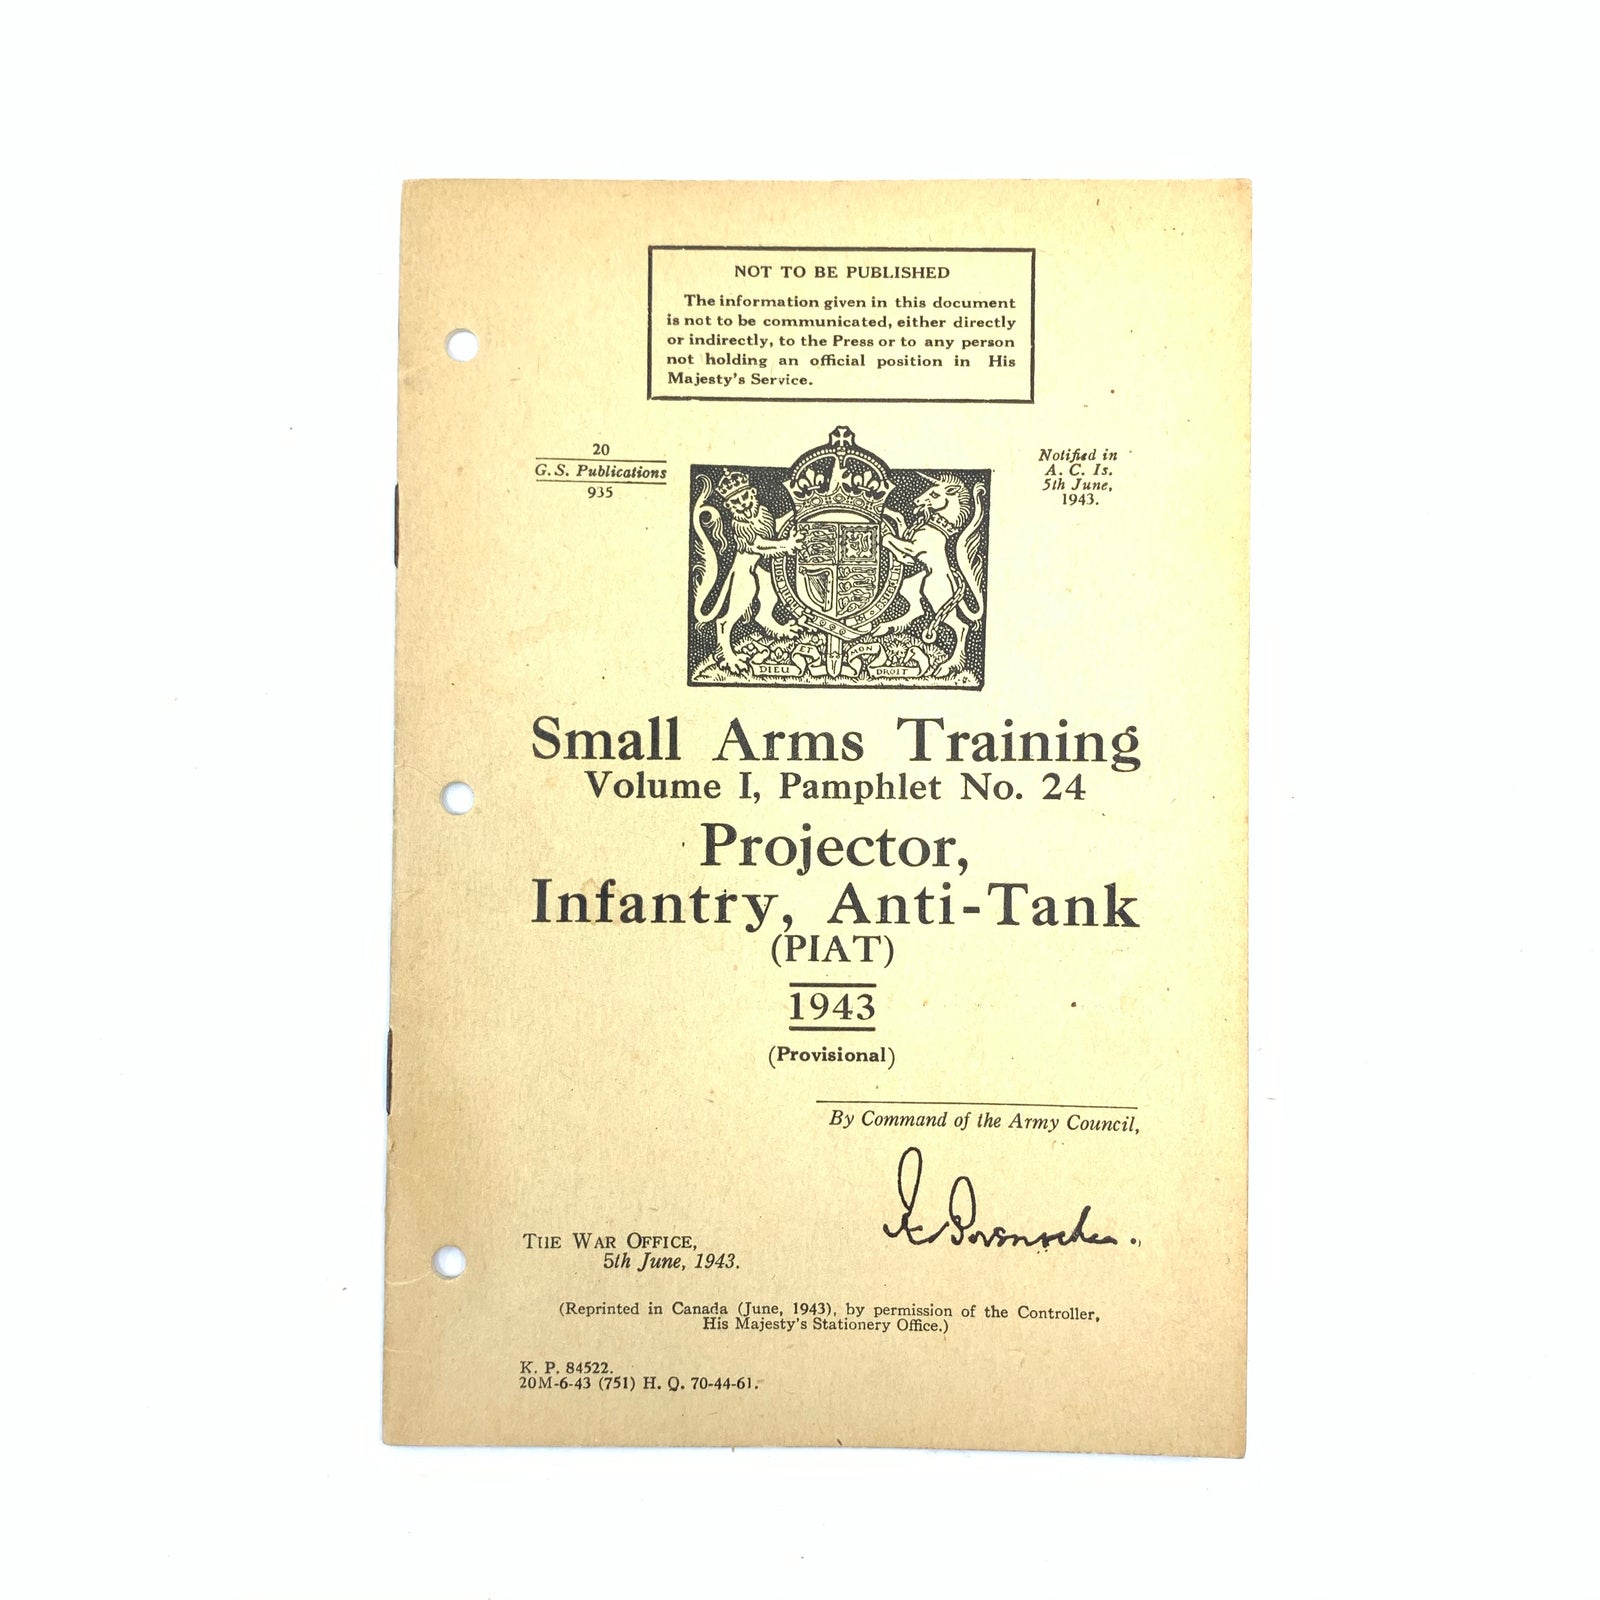 NOT TO BE PUBLISHED
The information given in this document
is not to be communicated, either directly
or indirectly, to the Press or to any person
not holding an official position in His
Majesty's Service.
20
G. S. Publications
935
Notified in
A. C. Is.
5th June,
1943.
DIEU ET MON DROIT
Small Arms Training
Volume I, Pamphlet No. 24
Projector,
Infantry, Anti-Tank
(PIAT)
1943
(Provisional)
By Command of the Army Council,
THE WAR OFFICE,
5th June, 1943.
(Reprinted in Canada (June, 1943), by permission of the Controller,
His Majesty's Stationery Office.)
K. P. 84522.
20M-6-43 (751) H. Q. 70-44-61.